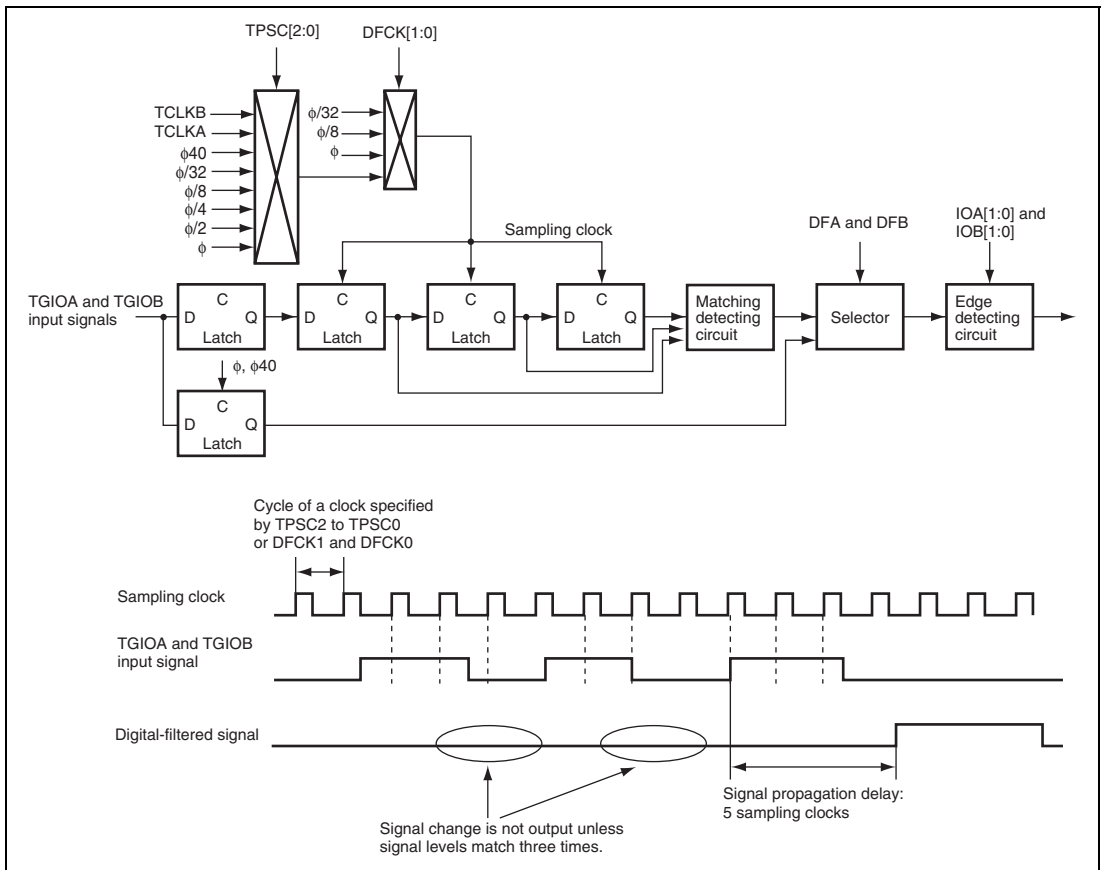 TPSC[2:0]
DFCK[1:0]
TCLKB
TCLKA
ϕ40
ϕ/32
ϕ/8
ϕ/4
ϕ/2
ϕ
ϕ/32
ϕ/8
ϕ
Sampling clock
DFA and DFB
IOA[1:0] and
IOB[1:0]
TGIOA and TGIOB
input signals
C
D Q
Latch
C
D Q
Latch
C
D Q
Latch
C
D Q
Latch
Matching
detecting
circuit
Selector
Edge
detecting
circuit
ϕ, ϕ40
C
D Q
Latch
Cycle of a clock specified
by TPSC2 to TPSC0
or DFCK1 and DFCK0
Sampling clock
TGIOA and TGIOB
input signal
Digital-filtered signal
Signal propagation delay:
5 sampling clocks
Signal change is not output unless
signal levels match three times.